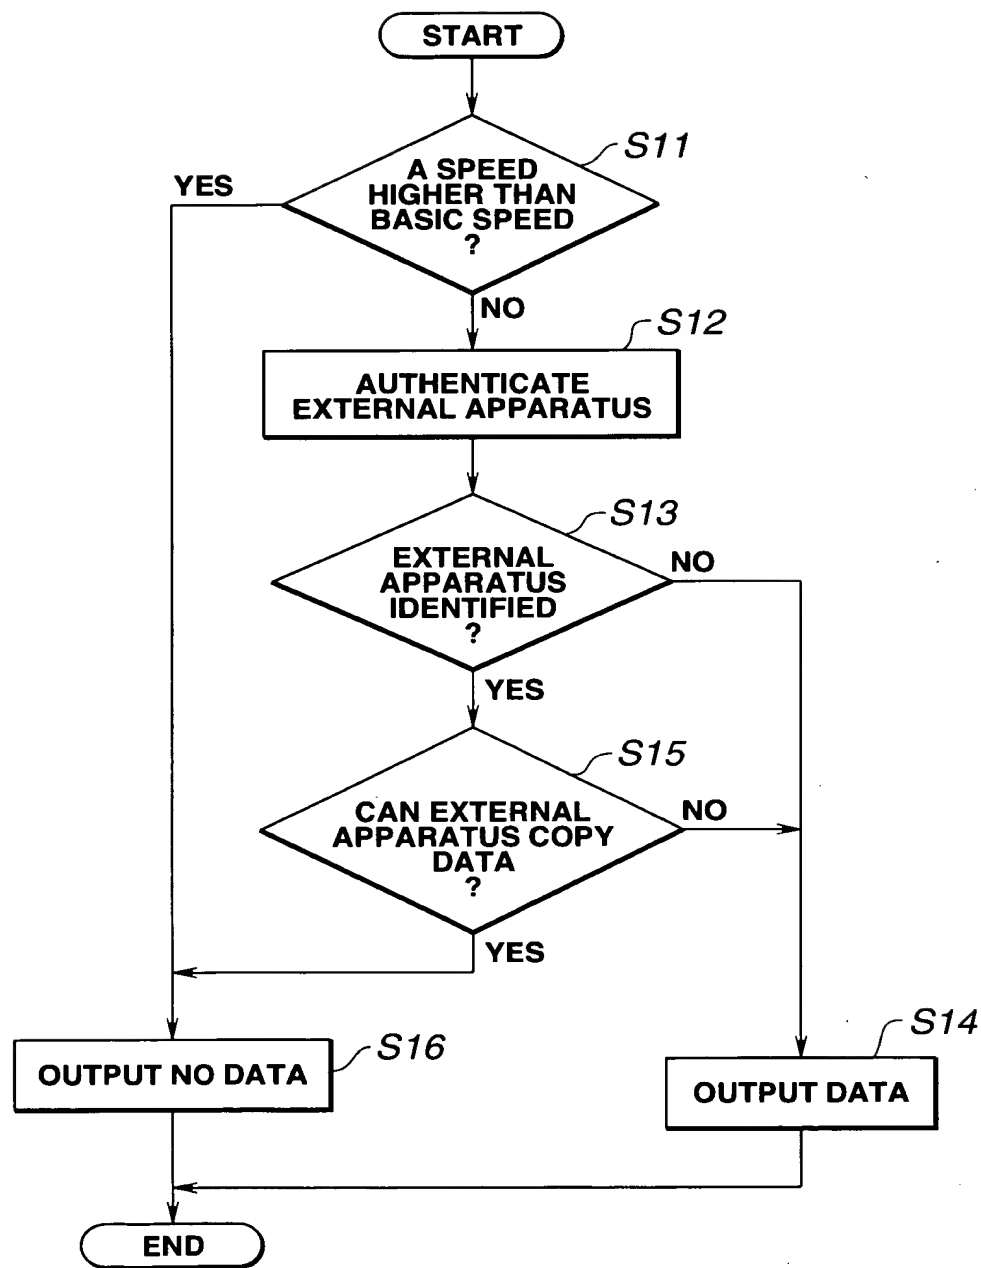 START
S11
A SPEED
HIGHER THAN
BASIC SPEED
?
YES
NO
S12
AUTHENTICATE
EXTERNAL APPARATUS
S13
EXTERNAL
APPARATUS
IDENTIFIED
?
NO
YES
S15
CAN EXTERNAL
APPARATUS COPY
DATA
?
NO
YES
S16
OUTPUT NO DATA
S14
OUTPUT DATA
END